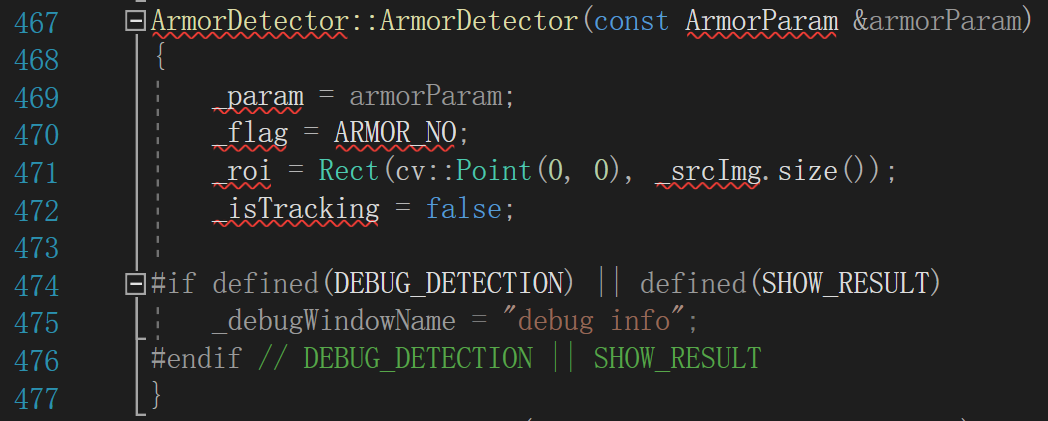 467 ArmorDetector::ArmorDetector(const ArmorParam &armorParam)
468 {
469     _param = armorParam;
470     _flag = ARMOR_NO;
471     _roi = Rect(cv::Point(0, 0), _srcImg.size());
472     _isTracking = false;
473
474 #if defined(DEBUG_DETECTION) || defined(SHOW_RESULT)
475     _debugWindowName = "debug info";
476 #endif // DEBUG_DETECTION || SHOW_RESULT
477 }